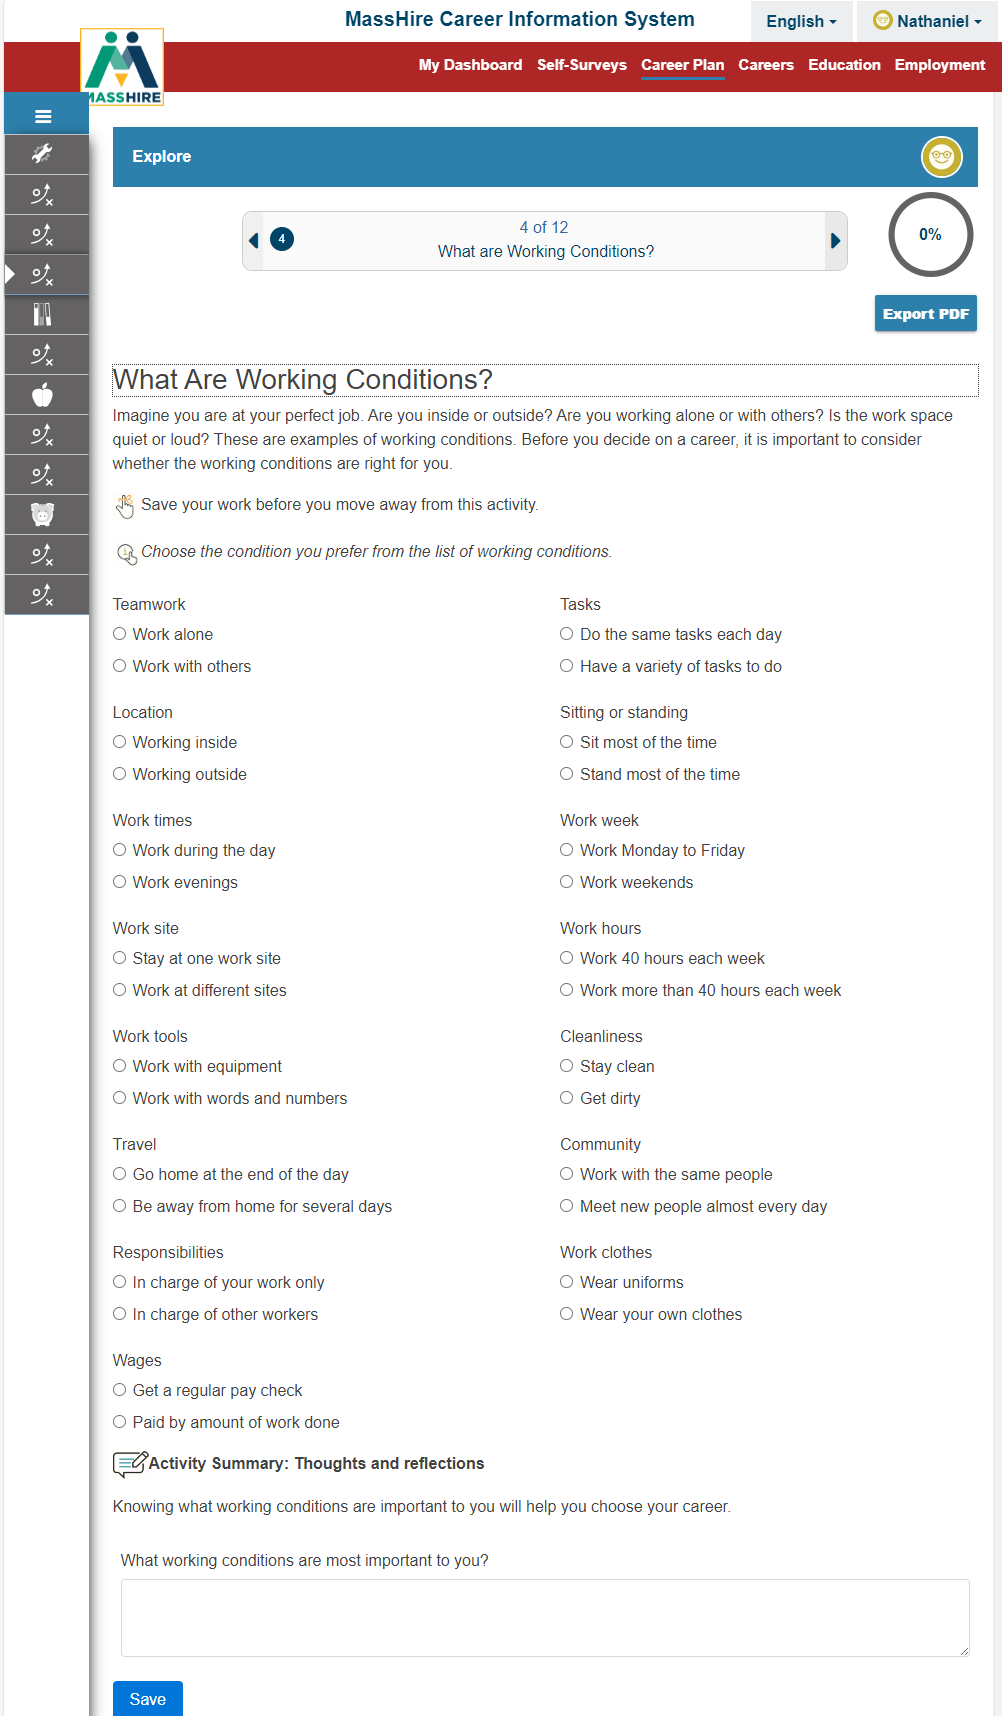 MassHire Career Information System
English
Nathaniel
MASSHIRE
My Dashboard Self-Surveys Career Plan Careers Education Employment
Explore
4
4 of 12
What are Working Conditions?
0%
Export PDF
What Are Working Conditions?
Imagine you are at your perfect job. Are you inside or outside? Are you working alone or with others? Is the work space
quiet or loud? These are examples of working conditions. Before you decide on a career, it is important to consider
whether the working conditions are right for you.
Save your work before you move away from this activity.
Choose the condition you prefer from the list of working conditions.
Teamwork
Work alone
Work with others
Tasks
Do the same tasks each day
Have a variety of tasks to do
Location
Working inside
Working outside
Sitting or standing
Sit most of the time
Stand most of the time
Work times
Work during the day
Work evenings
Work week
Work Monday to Friday
Work weekends
Work site
Stay at one work site
Work at different sites
Work hours
Work 40 hours each week
Work more than 40 hours each week
Work tools
Work with equipment
Work with words and numbers
Cleanliness
Stay clean
Get dirty
Travel
Go home at the end of the day
Be away from home for several days
Community
Work with the same people
Meet new people almost every day
Responsibilities
In charge of your work only
In charge of other workers
Work clothes
Wear uniforms
Wear your own clothes
Wages
Get a regular pay check
Paid by amount of work done
Activity Summary: Thoughts and reflections
Knowing what working conditions are important to you will help you choose your career.
What working conditions are most important to you?
Save